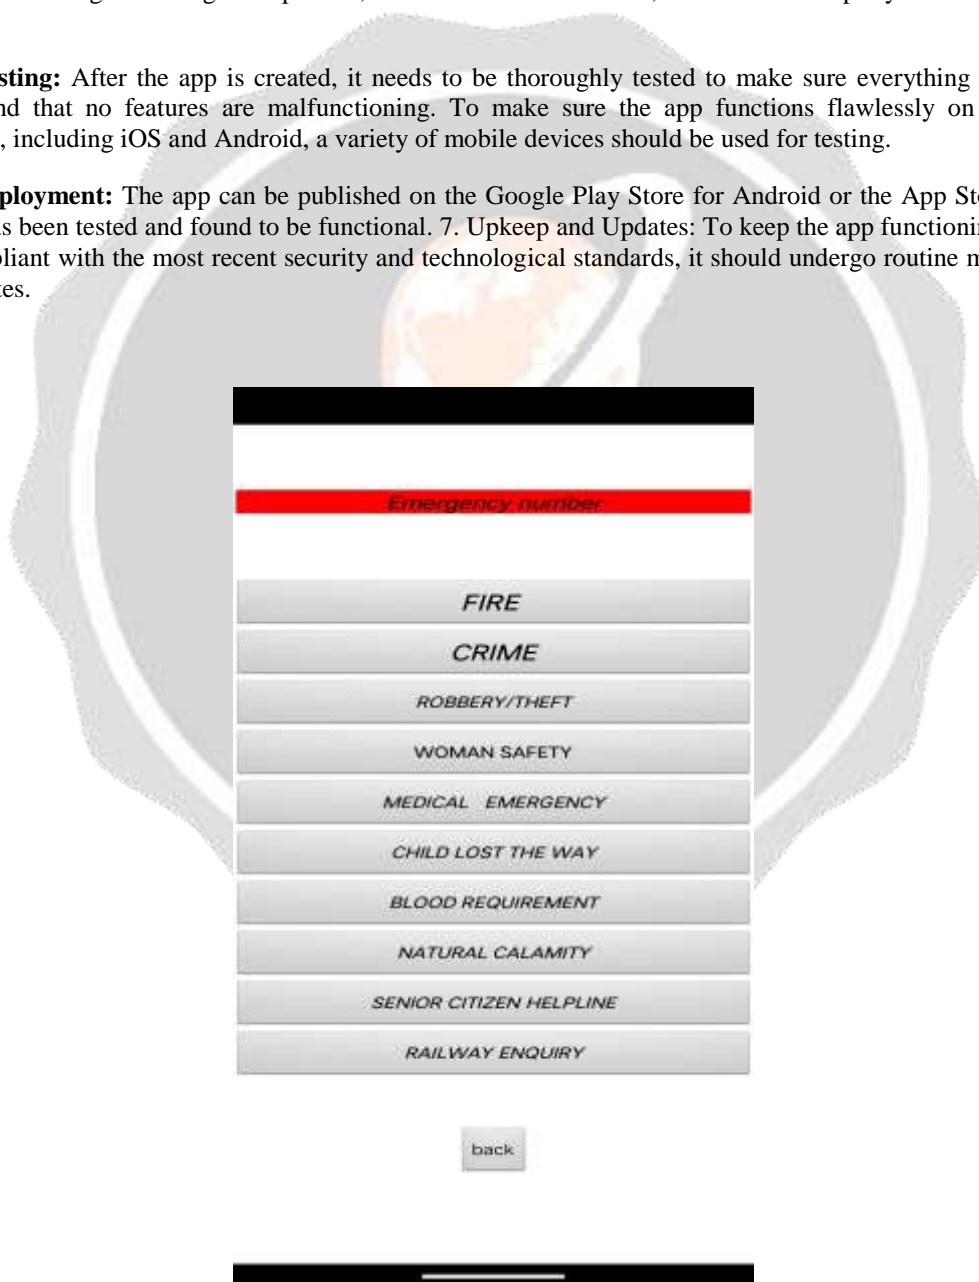 sting: After the app is created, it needs to be thoroughly tested to make sure everything
nd that no features are malfunctioning. To make sure the app functions flawlessly on
, including iOS and Android, a variety of mobile devices should be used for testing.
ployment: The app can be published on the Google Play Store for Android or the App St
s been tested and found to be functional. 7. Upkeep and Updates: To keep the app functioni
pliant with the most recent security and technological standards, it should undergo routine m
tes.
Emergency number
FIRE
CRIME
ROBBERY/THEFT
WOMAN SAFETY
MEDICAL EMERGENCY
CHILD LOST THE WAY
BLOOD REQUIREMENT
NATURAL CALAMITY
SENIOR CITIZEN HELPLINE
RAILWAY ENQUIRY
back